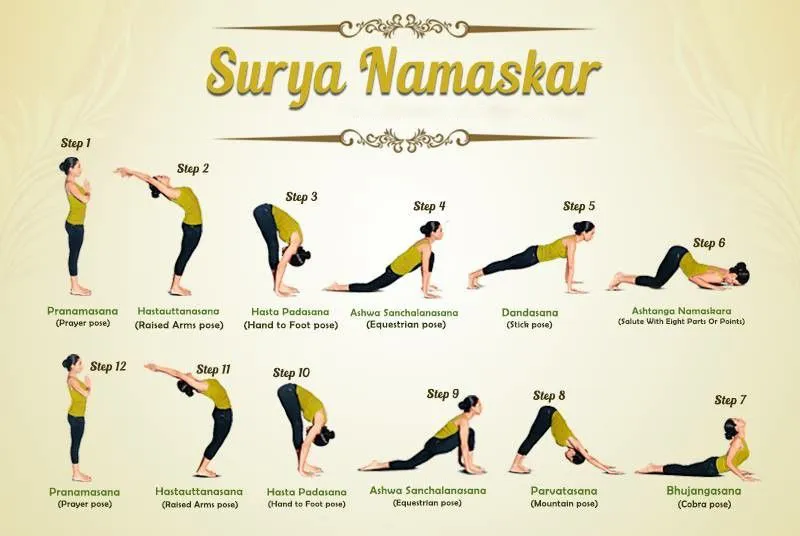 Surya Namaskar
Step 1
Step 2
Step 3
Step 4
Step 5
Step 6
Pranamasana
(Prayer pose)
Hastauttanasana
(Raised Arms pose)
Hasta Padasana
(Hand to Foot pose)
Ashwa Sanchalanasana
(Equestrian pose)
Dandasana
(Stick pose)
Ashtanga Namaskara
(Salute With Eight Parts Or Points)
Step 12
Step 11
Step 10
Step 9
Step 8
Step 7
Pranamasana
(Prayer pose)
Hastauttanasana
(Raised Arms pose)
Hasta Padasana
(Hand to Foot pose)
Ashwa Sanchalanasana
(Equestrian pose)
Parvatasana
(Mountain pose)
Bhujangasana
(Cobra pose)